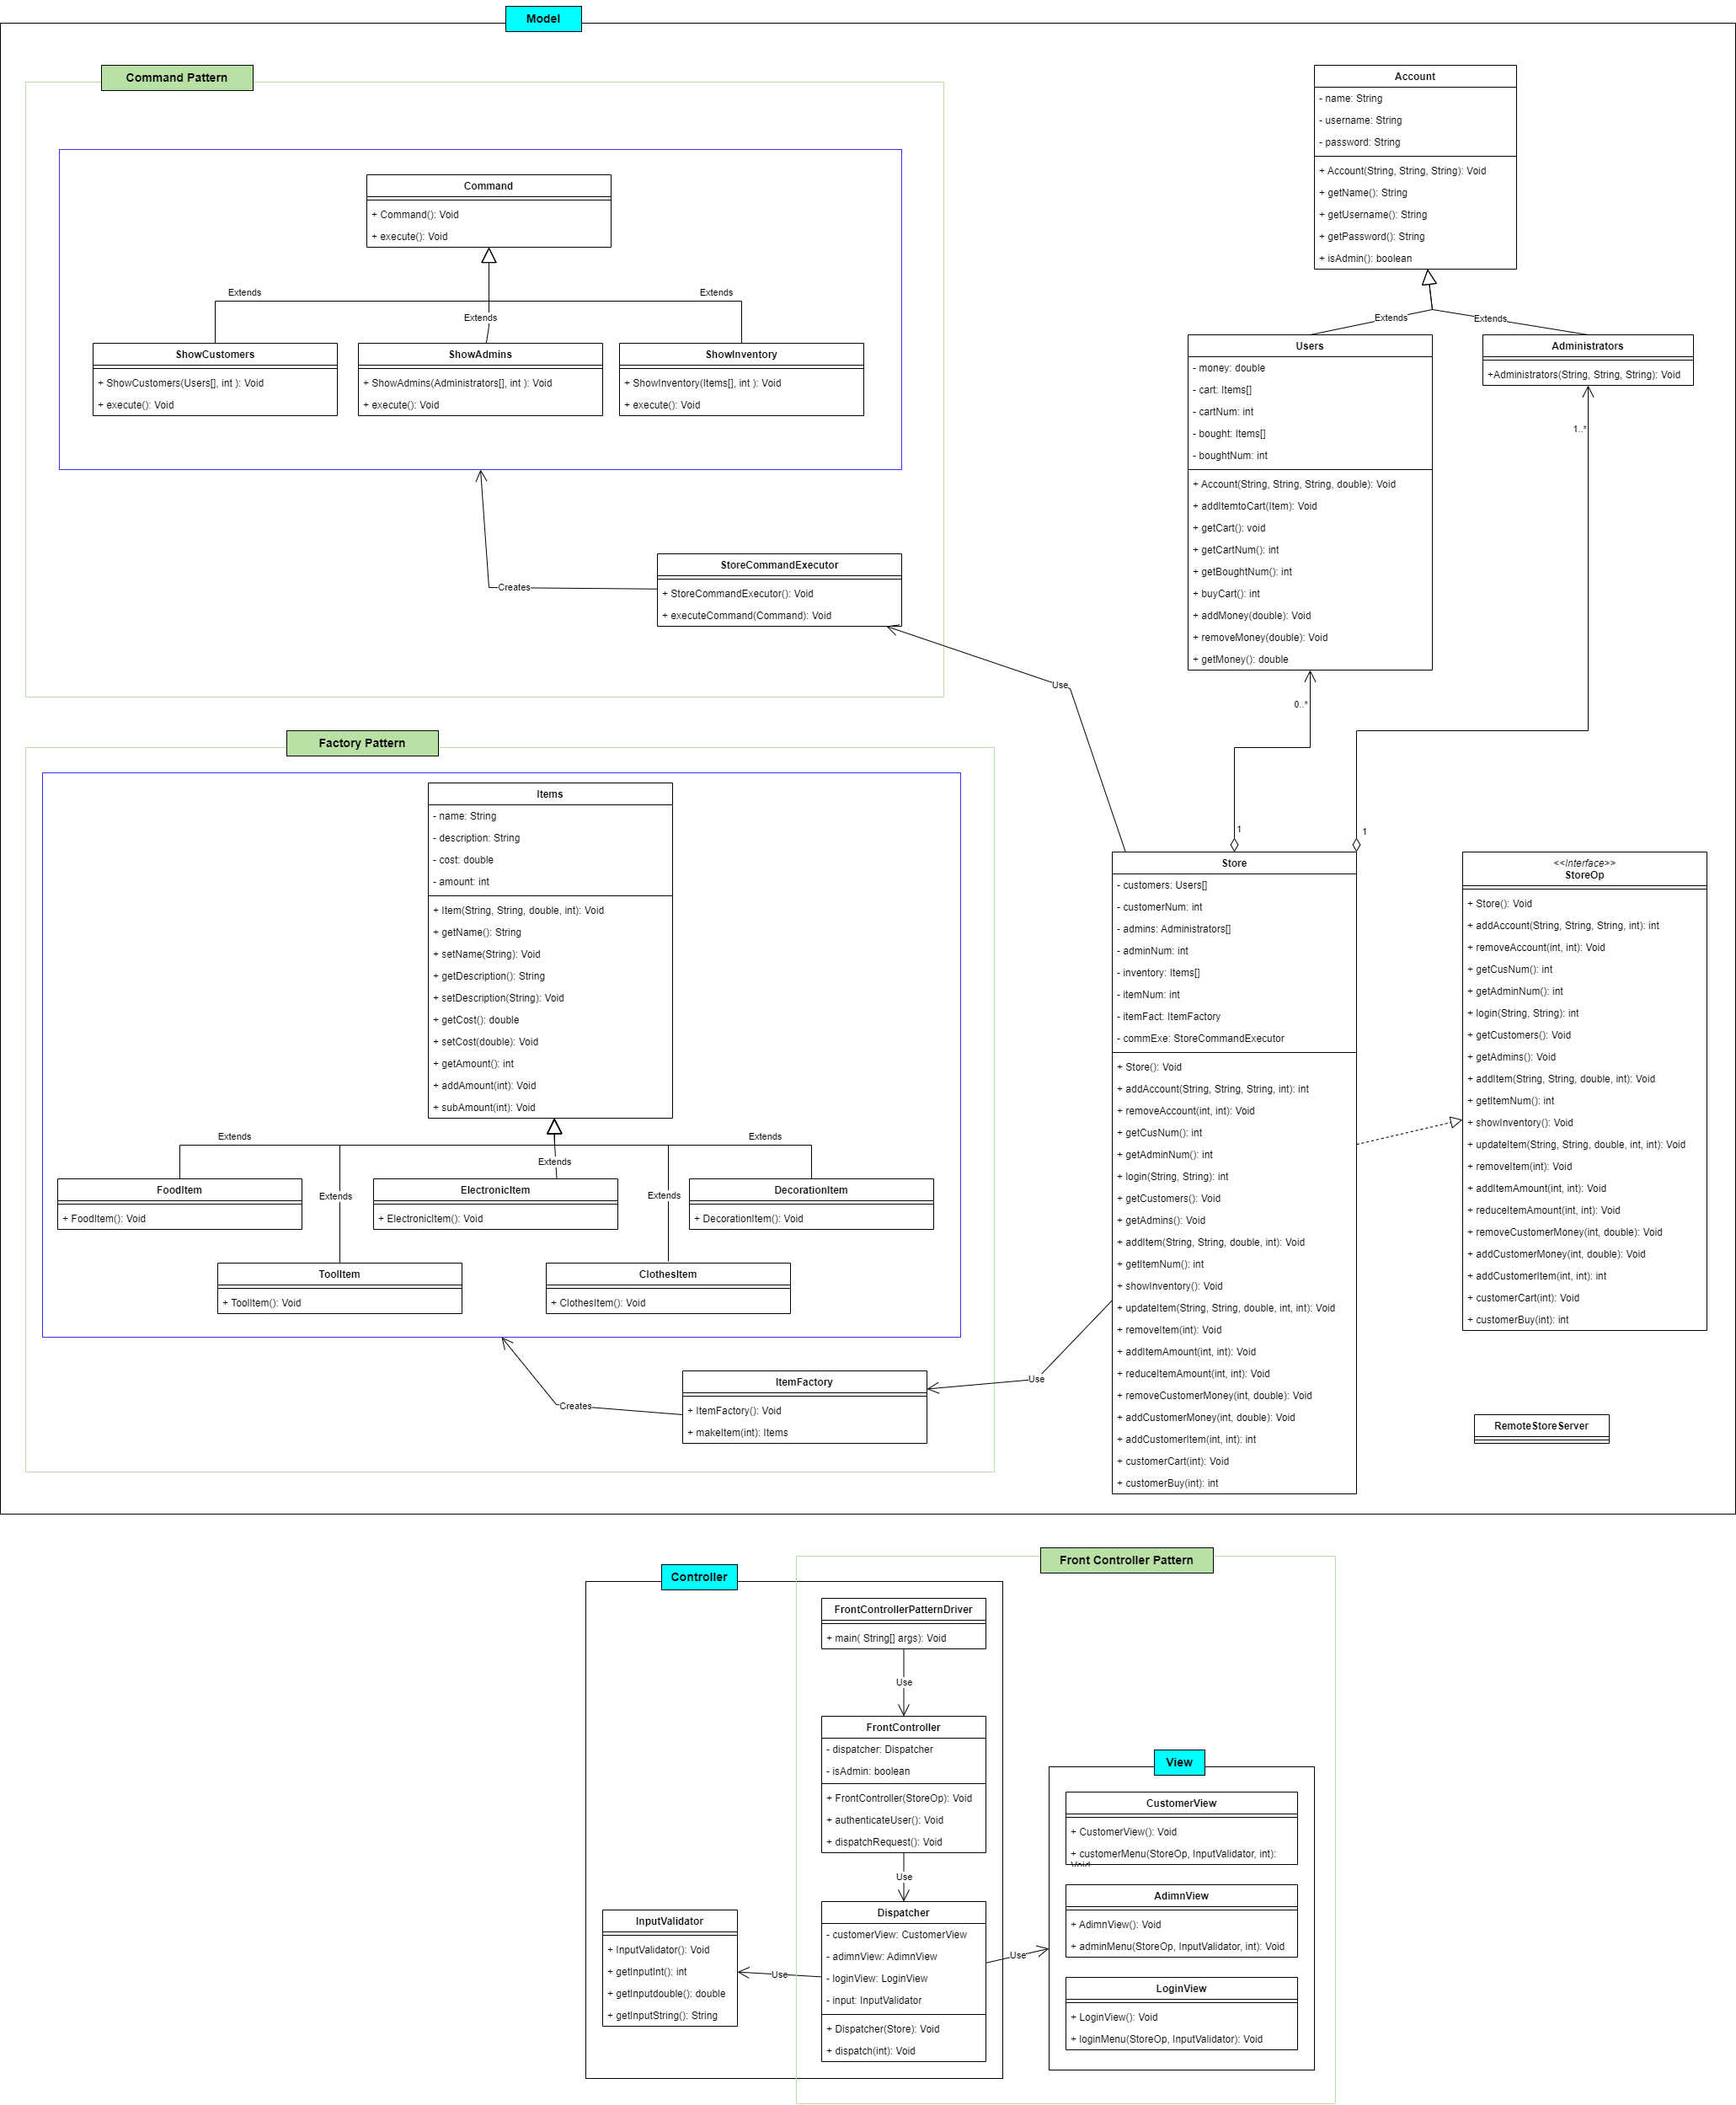 Model
Command Pattern
Command
+ Command(): Void
+ execute(): Void
Extends
Extends
Extends
ShowCustomers
+ ShowCustomers(Users[], int ): Void
+ execute(): Void
ShowAdmins
+ ShowAdmins(Administrators[], int ): Void
+ execute(): Void
ShowInventory
+ ShowInventory(Items[], int ): Void
+ execute(): Void
Creates
StoreCommandExecutor
+ StoreCommandExecutor(): Void
+ executeCommand(Command): Void
Use
Account
- name: String
- username: String
- password: String
+ Account(String, String, String): Void
+ getName(): String
+ getUsername(): String
+ getPassword(): String
+ isAdmin(): boolean
Extends
Extends
Users
- money: double
- cart: Items[]
- cartNum: int
- bought: Items[]
- boughtNum: int
+ Account(String, String, String, double): Void
+ addItemtoCart(Item): Void
+ getCart(): void
+ getCartNum(): int
+ getBoughtNum(): int
+ buyCart(): int
+ addMoney(double): Void
+ removeMoney(double): Void
+ getMoney(): double
Administrators
+Administrators(String, String, String): Void
1..*
0..*
1
1
Factory Pattern
Items
- name: String
- description: String
- cost: double
- amount: int
+ Item(String, String, double, int): Void
+ getName(): String
+ setName(String): Void
+ getDescription(): String
+ setDescription(String): Void
+ getCost(): double
+ setCost(double): Void
+ getAmount(): int
+ addAmount(int): Void
+ subAmount(int): Void
Extends
Extends
Extends
Extends
Extends
FoodItem
+ FoodItem(): Void
ElectronicItem
+ ElectronicItem(): Void
DecorationItem
+ DecorationItem(): Void
ToolItem
+ ToolItem(): Void
ClothesItem
+ ClothesItem(): Void
Creates
ItemFactory
+ ItemFactory(): Void
+ makeItem(int): Items
Use
Store
- customers: Users[]
- customerNum: int
- admins: Administrators[]
- adminNum: int
- inventory: Items[]
- itemNum: int
- itemFact: ItemFactory
- commExe: StoreCommandExecutor
+ Store(): Void
+ addAccount(String, String, String, int): int
+ removeAccount(int, int): Void
+ getCusNum(): int
+ getAdminNum(): int
+ login(String, String): int
+ getCustomers(): Void
+ getAdmins(): Void
+ addItem(String, String, double, int): Void
+ getItemNum(): int
+ showInventory(): Void
+ updateItem(String, String, double, int, int): Void
+ removeItem(int): Void
+ addItemAmount(int, int): Void
+ reduceItemAmount(int, int): Void
+ removeCustomerMoney(int, double): Void
+ addCustomerMoney(int, double): Void
+ addCustomerItem(int, int): int
+ customerCart(int): Void
+ customerBuy(int): int
<<Interface>>
StoreOp
+ Store(): Void
+ addAccount(String, String, String, int): int
+ removeAccount(int, int): Void
+ getCusNum(): int
+ getAdminNum(): int
+ login(String, String): int
+ getCustomers(): Void
+ getAdmins(): Void
+ addItem(String, String, double, int): Void
+ getItemNum(): int
+ showInventory(): Void
+ updateItem(String, String, double, int, int): Void
+ removeItem(int): Void
+ addItemAmount(int, int): Void
+ reduceItemAmount(int, int): Void
+ removeCustomerMoney(int, double): Void
+ addCustomerMoney(int, double): Void
+ addCustomerItem(int, int): int
+ customerCart(int): Void
+ customerBuy(int): int
RemoteStoreServer
Controller
Front Controller Pattern
FrontControllerPatternDriver
+ main( String[] args): Void
Use
FrontController
- dispatcher: Dispatcher
- isAdmin: boolean
+ FrontController(StoreOp): Void
+ authenticateUser(): Void
+ dispatchRequest(): Void
Use
Dispatcher
- customerView: CustomerView
- adimnView: AdimnView
- loginView: LoginView
- input: InputValidator
+ Dispatcher(Store): Void
+ dispatch(int): Void
Use
InputValidator
+ InputValidator(): Void
+ getInputInt(): int
+ getInputdouble(): double
+ getInputString(): String
Use
View
CustomerView
+ CustomerView(): Void
+ customerMenu(StoreOp, InputValidator, int):
Void
AdimnView
+ AdimnView(): Void
+ adminMenu(StoreOp, InputValidator, int): Void
LoginView
+ LoginView(): Void
+ loginMenu(StoreOp, InputValidator): Void